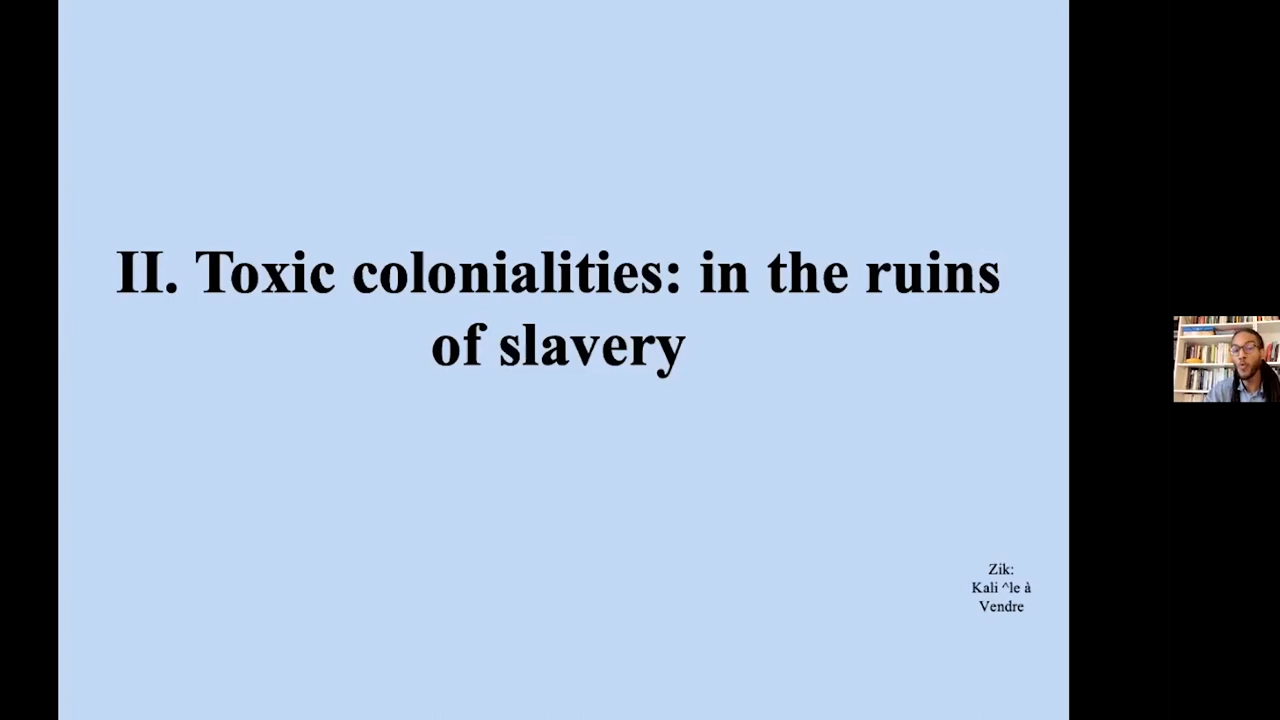 II. Toxic colonialities: in the ruins
of slavery
Zik:
Kali ^le à
Vendre